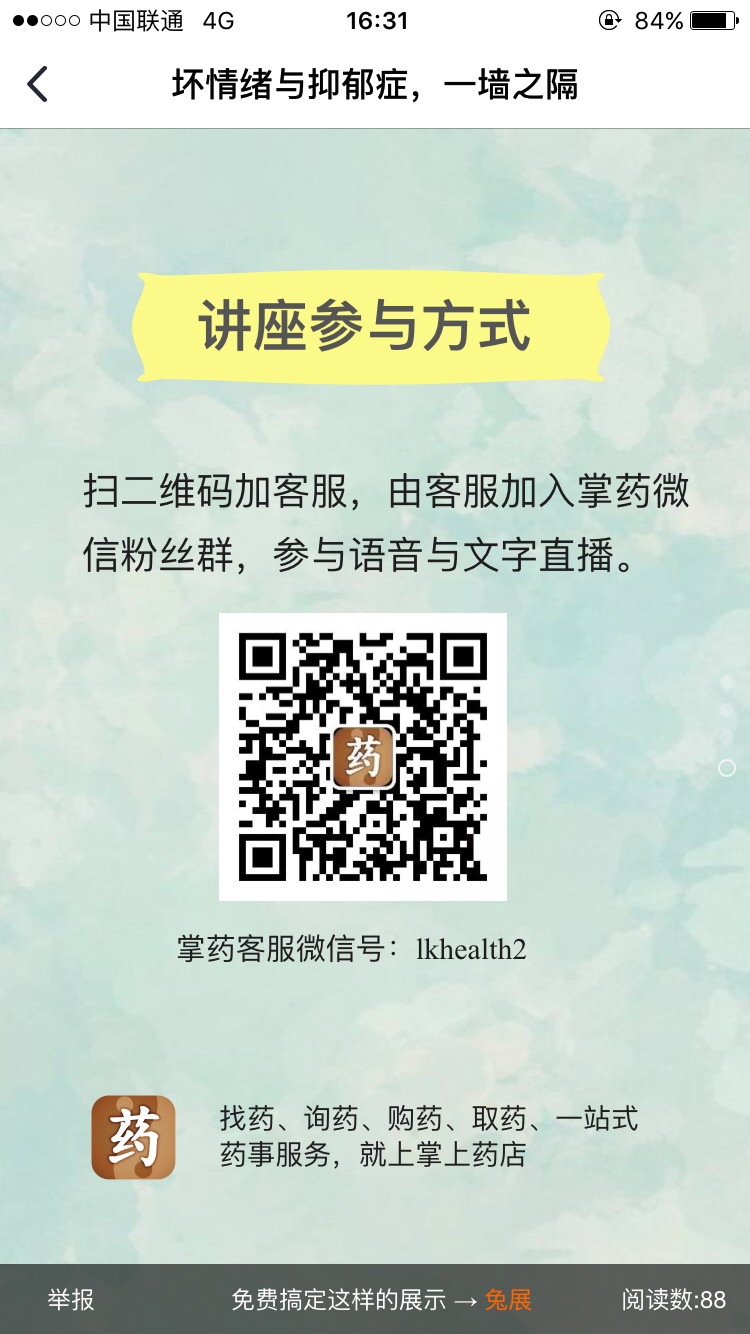 中国联通 4G 16:31 84%
坏情绪与抑郁症，一墙之隔
讲座参与方式
扫二维码加客服，由客服加入掌药微
信粉丝群，参与语音与文字直播。
药
掌药客服微信号：lkhealth2
药
找药、询药、购药、取药、一站式
药事服务，就上掌上药店
举报 免费搞定这样的展示 → 兔展 阅读数:88